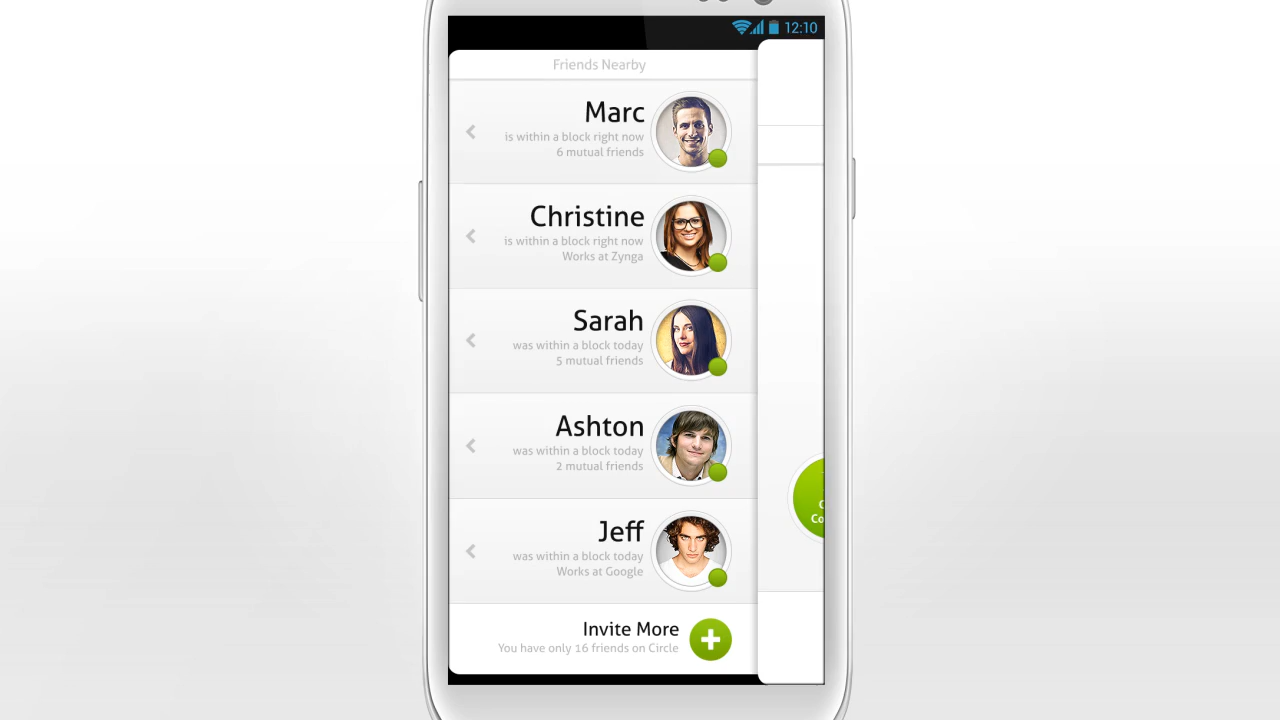 12:10
Friends Nearby
Marc
is within a block right now
6 mutual friends
Christine
is within a block right now
Works at Zynga
Sarah
was within a block today
5 mutual friends
Ashton
was within a block today
2 mutual friends
Jeff
was within a block today
Works at Google
Invite More
You have only 16 friends on Circle